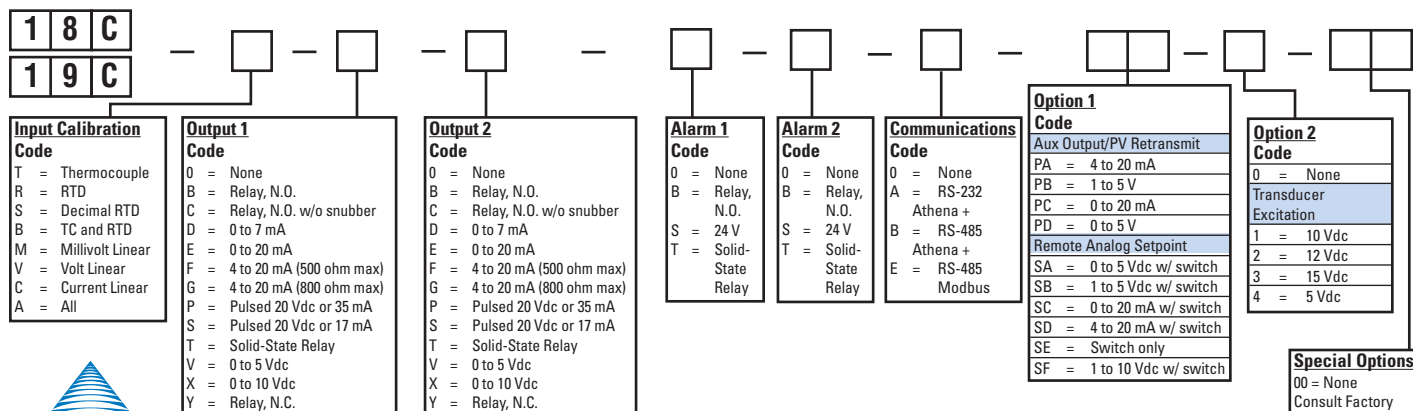 18C
19C
Input Calibration
Code
T = Thermocouple
R = RTD
S = Decimal RTD
B = TC and RTD
M = Millivolt Linear
V = Volt Linear
C = Current Linear
A = All
Output 1
Code
0 = None
B = Relay, N.O.
C = Relay, N.O. w/o snubber
D = 0 to 7 mA
E = 0 to 20 mA
F = 4 to 20 mA (500 ohm max)
G = 4 to 20 mA (800 ohm max)
P = Pulsed 20 Vdc or 35 mA
S = Pulsed 20 Vdc or 17 mA
T = Solid-State Relay
V = 0 to 5 Vdc
X = 0 to 10 Vdc
Y = Relay, N.C.
Output 2
Code
0 = None
B = Relay, N.O.
C = Relay, N.O. w/o snubber
D = 0 to 7 mA
E = 0 to 20 mA
F = 4 to 20 mA (500 ohm max)
G = 4 to 20 mA (800 ohm max)
P = Pulsed 20 Vdc or 35 mA
S = Pulsed 20 Vdc or 17 mA
T = Solid-State Relay
V = 0 to 5 Vdc
X = 0 to 10 Vdc
Y = Relay, N.C.
Alarm 1
Code
0 = None
B = Relay,
N.O.
S = 24 V
T = Solid-
State
Relay
Alarm 2
Code
0 = None
B = Relay,
N.O.
S = 24 V
T = Solid-
State
Relay
Communications
Code
0 = None
A = RS-232
Athena +
B = RS-485
Athena +
E = RS-485
Modbus
Option 1
Code
Aux Output/PV Retransmit
PA = 4 to 20 mA
PB = 1 to 5 V
PC = 0 to 20 mA
PD = 0 to 5 V
Remote Analog Setpoint
SA = 0 to 5 Vdc w/ switch
SB = 1 to 5 Vdc w/ switch
SC = 0 to 20 mA w/ switch
SD = 4 to 20 mA w/ switch
SE = Switch only
SF = 1 to 10 Vdc w/ switch
Option 2
Code
0 = None
Transducer
Excitation
1 = 10 Vdc
2 = 12 Vdc
3 = 15 Vdc
4 = 5 Vdc
Special Options
00 = None
Consult Factory